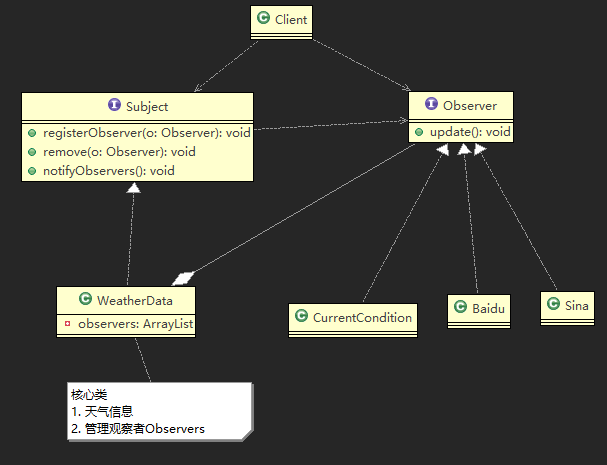 C Client
I Subject
registerObserver(o: Observer): void
remove(o: Observer): void
notifyObservers(): void
I Observer
update(): void
C WeatherData
observers: ArrayList
C CurrentCondition
C Baidu
C Sina
核心类
1. 天气信息
2. 管理观察者Observers